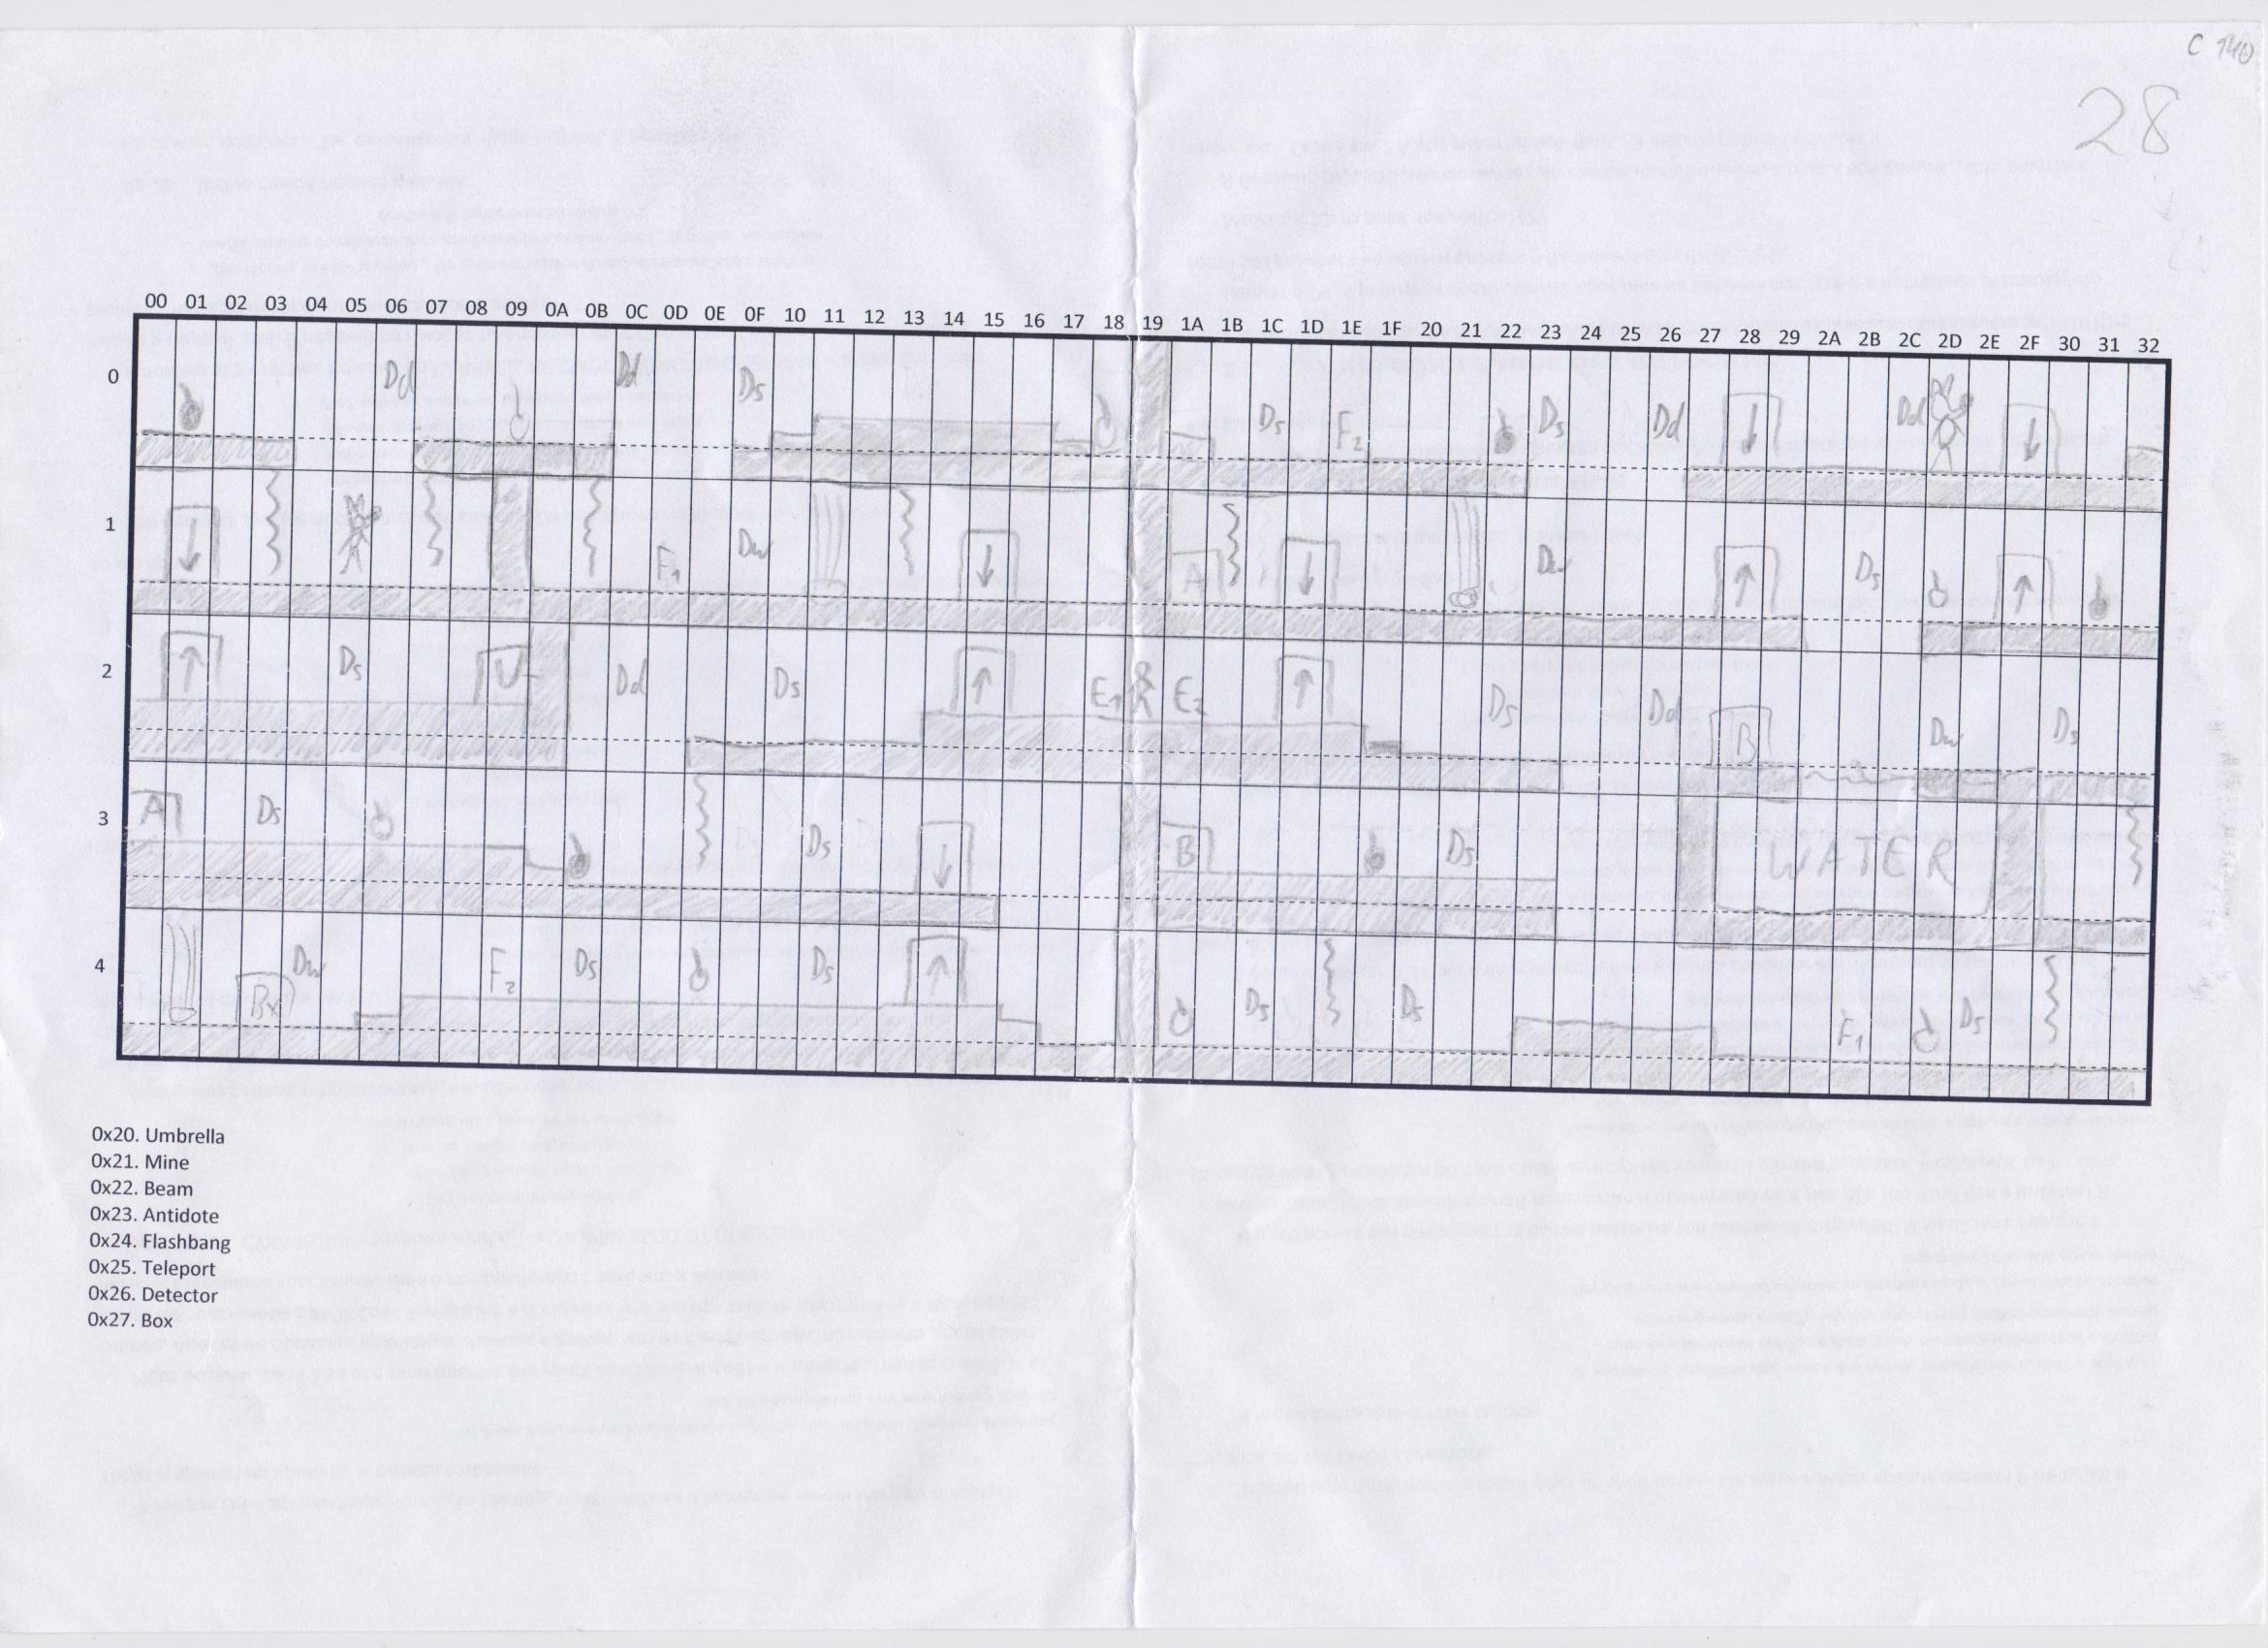 C 140
28
00 01 02 03 04 05 06 07 08 09 0A 0B 0C 0D 0E 0F 10 11 12 13 14 15 16 17 18 19 1A 1B 1C 1D 1E 1F 20 21 22 23 24 25 26 27 28 29 2A 2B 2C 2D 2E 2F 30 31 32
0 Dd Dd Ds Ds F2 Ds Dd ↓ Dd ↓
1 ↓ F1 Dw ↓ A ↓ Dw ↑ Ds ↑
2 ↑ Ds U Dd Ds ↑ E1 E2 ↑ Ds Dd B Dw Ds
3 A Ds Ds ↓ B Ds WATER
4 Bx Dw F2 Ds Ds ↑ Ds Ds F1 Ds
0x20. Umbrella
0x21. Mine
0x22. Beam
0x23. Antidote
0x24. Flashbang
0x25. Teleport
0x26. Detector
0x27. Box